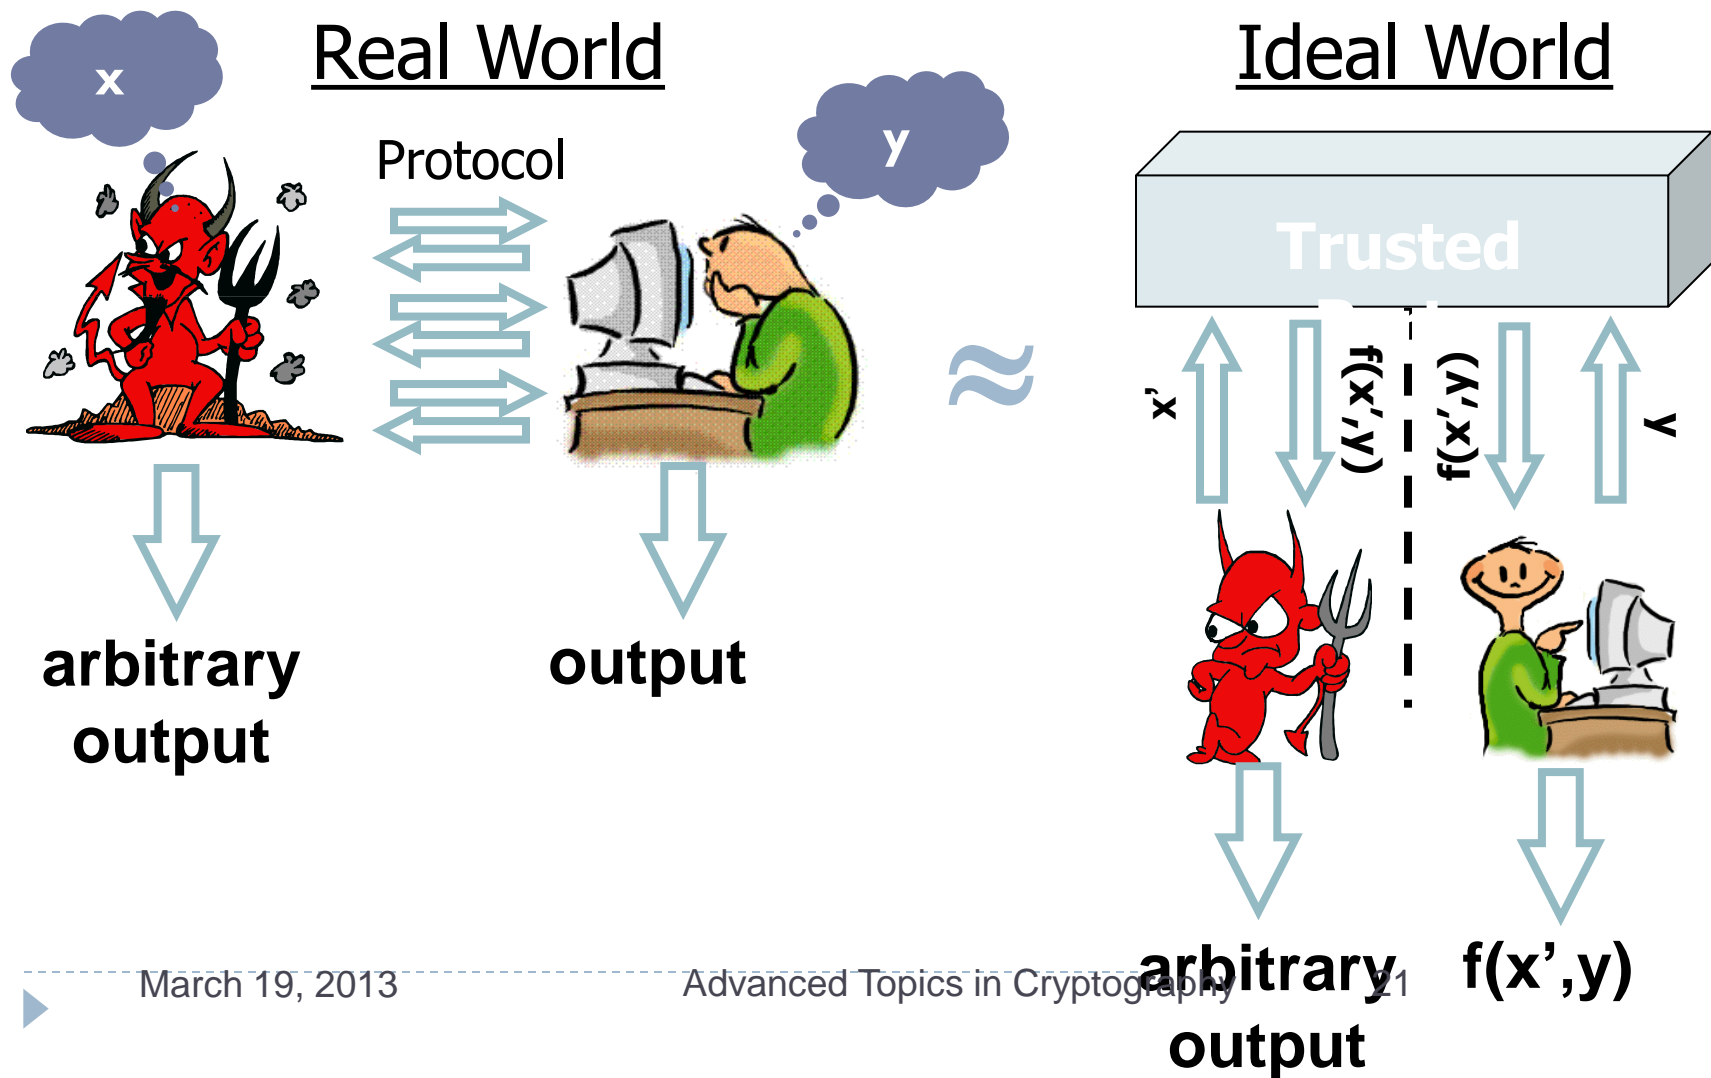 Real World
Ideal World
x
y
Protocol
Trusted
x’
f(x’,y)
f(x’,y)
y
≈
arbitrary
output
output
arbitrary
output
f(x’,y)
March 19, 2013
Advanced Topics in Cryptography
21